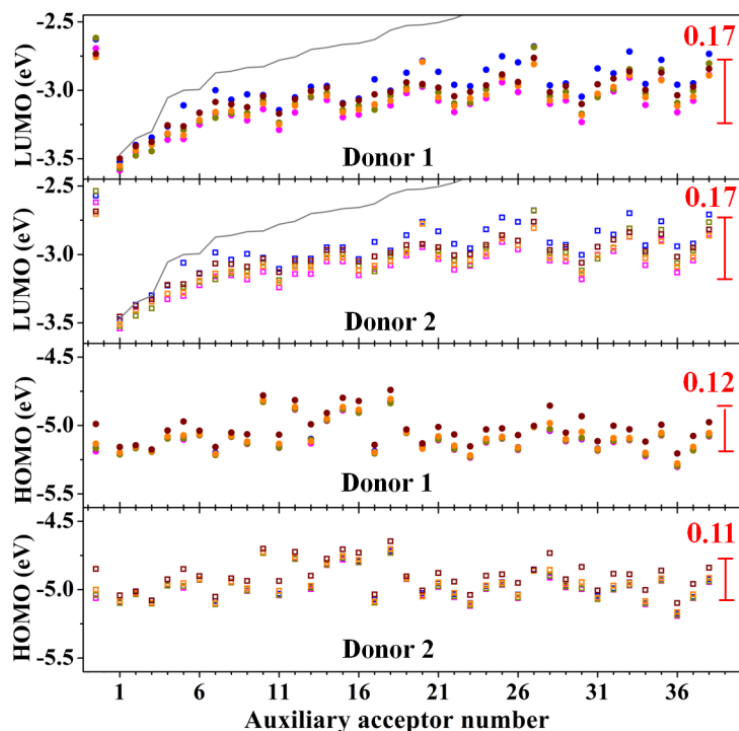 LUMO (eV)
-2.5
-3.0
-3.5
0.17
Donor 1
LUMO (eV)
-2.5
-3.0
-3.5
0.17
Donor 2
HOMO (eV)
-4.5
-5.0
-5.5
0.12
Donor 1
HOMO (eV)
-4.5
-5.0
-5.5
0.11
Donor 2
1 6 11 16 21 26 31 36
Auxiliary acceptor number